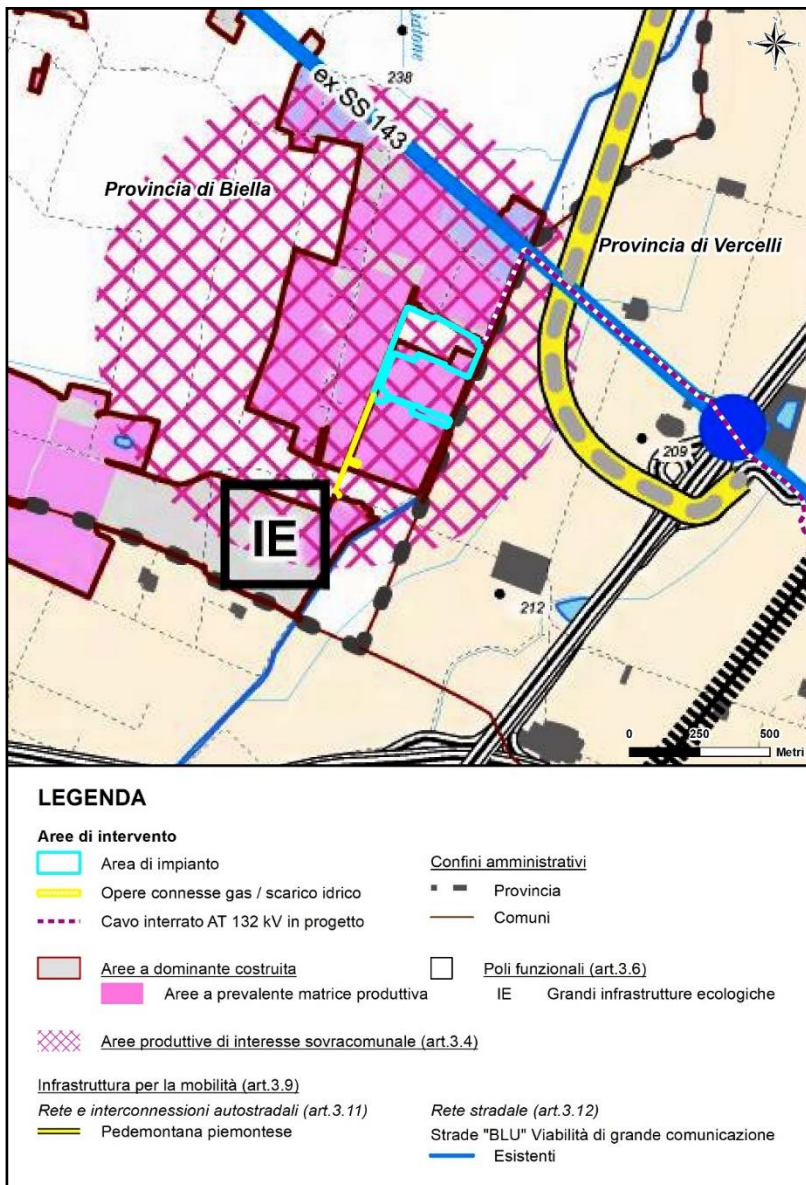 ialone
238
ex SS 143
Provincia di Biella
Provincia di Vercelli
209
IE
212
0 250 500
Metri
LEGENDA
Aree di intervento
Area di impianto
Opere connesse gas / scarico idrico
Cavo interrato AT 132 kV in progetto
Confini amministrativi
Provincia
Comuni
Aree a dominante costruita
Aree a prevalente matrice produttiva
Poli funzionali (art.3.6)
IE Grandi infrastrutture ecologiche
Aree produttive di interesse sovracomunale (art.3.4)
Infrastruttura per la mobilità (art.3.9)
Rete e interconnessioni autostradali (art.3.11)
Pedemontana piemontese
Rete stradale (art.3.12)
Strade "BLU" Viabilità di grande comunicazione
Esistenti